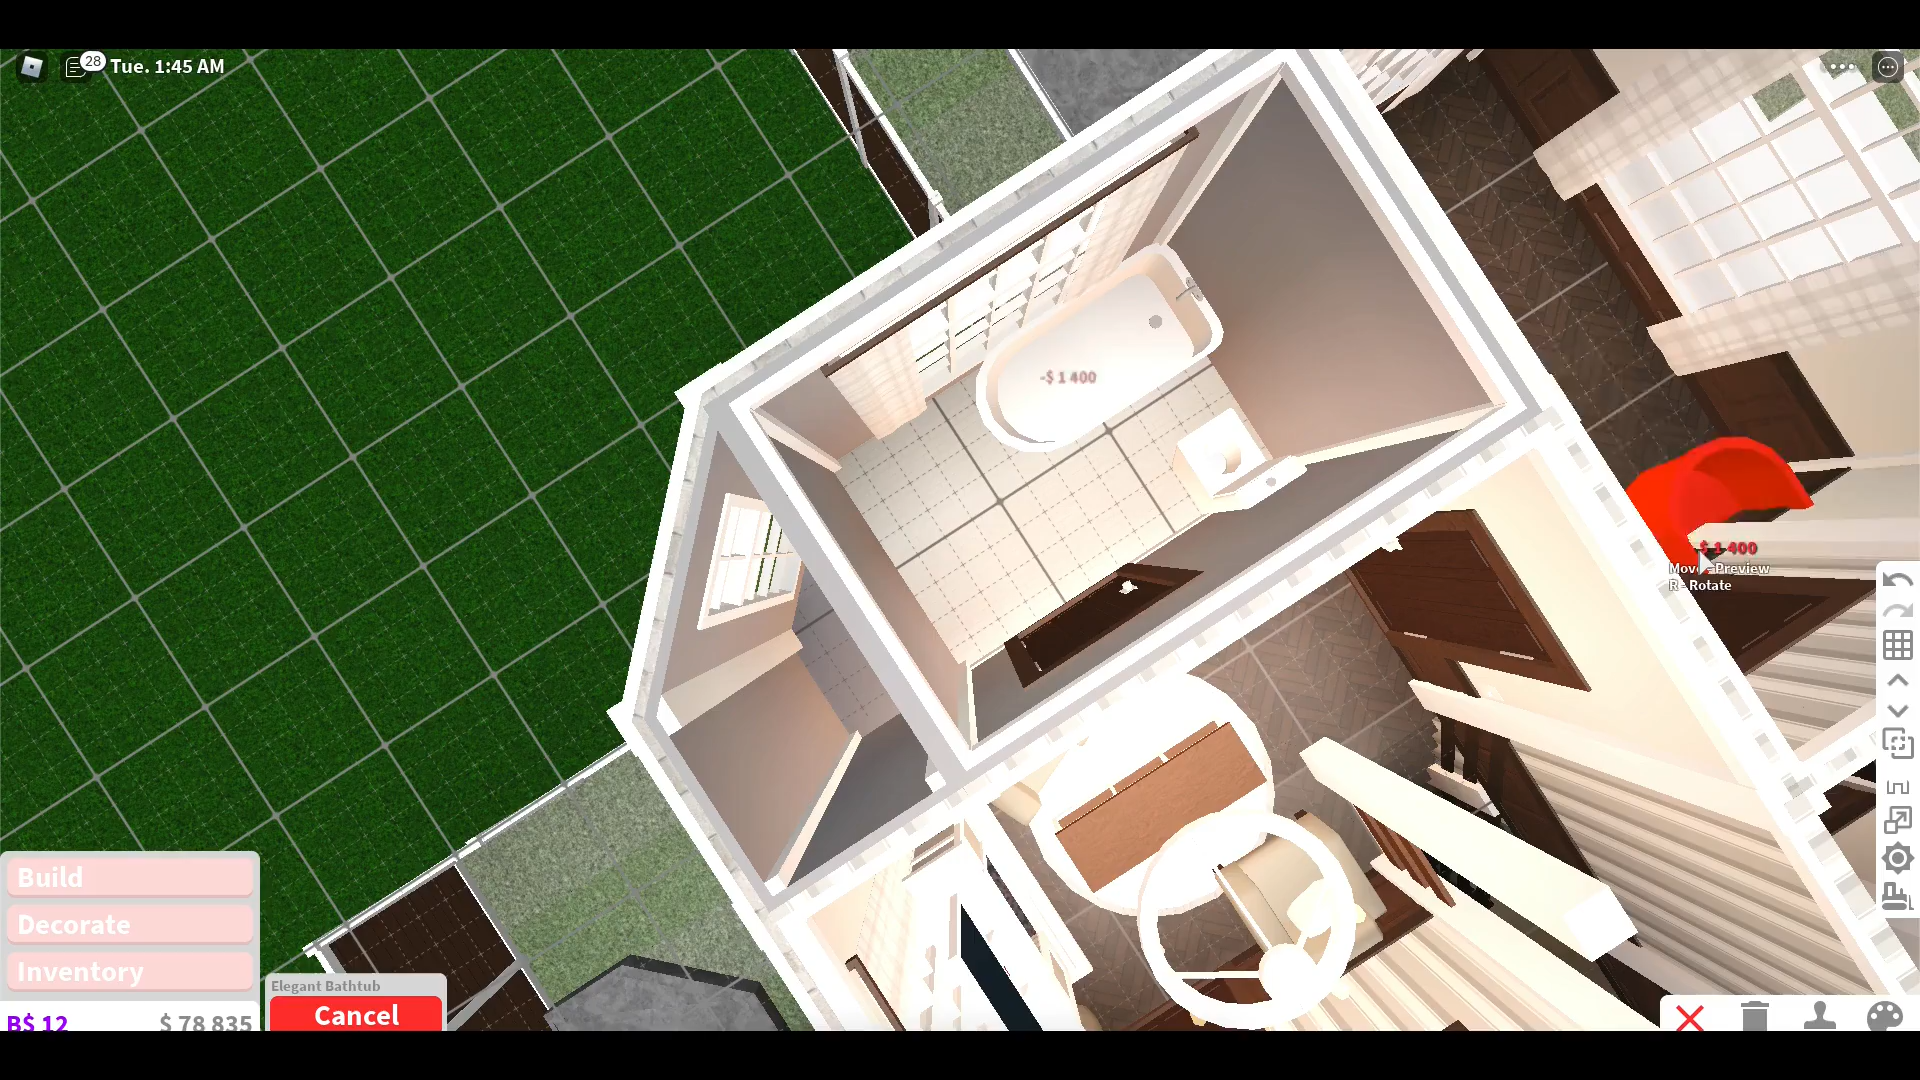 28
Tue. 1:45 AM
-$ 1 400
$ 1 400
Move - Preview
R - Rotate
Build
Decorate
Inventory
B$ 12
$ 78 835
Elegant Bathtub
Cancel